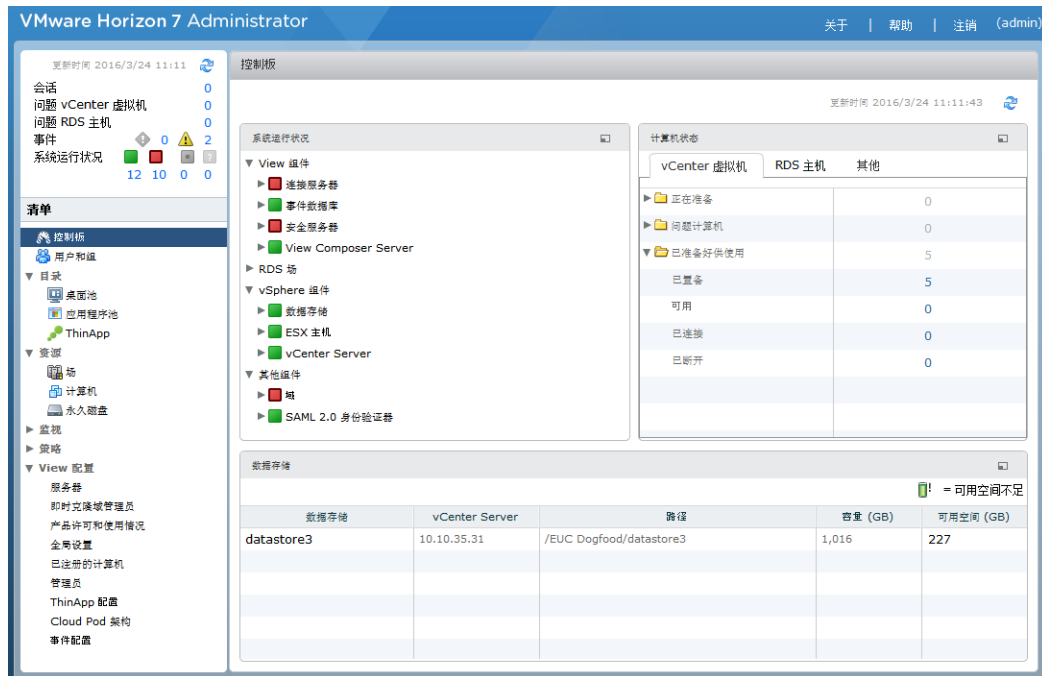 VMware Horizon 7 Administrator
关于 | 帮助 | 注销 (admin)
更新时间 2016/3/24 11:11
会话 0
问题 vCenter 虚拟机 0
问题 RDS 主机 0
事件 0 2
系统运行状况
12 10 0 0
清单
控制板
用户和组
目录
桌面池
应用程序池
ThinApp
资源
场
计算机
永久磁盘
监视
策略
View 配置
服务器
即时克隆域管理员
产品许可和使用情况
全局设置
已注册的计算机
管理员
ThinApp 配置
Cloud Pod 架构
事件配置
控制板
更新时间 2016/3/24 11:11:43
系统运行状况
View 组件
连接服务器
事件数据库
安全服务器
View Composer Server
RDS 场
vSphere 组件
数据存储
ESX 主机
vCenter Server
其他组件
域
SAML 2.0 身份验证器
计算机状态
vCenter 虚拟机 RDS 主机 其他
正在准备 0
问题计算机 0
已准备好供使用 5
已置备 5
可用 0
已连接 0
已断开 0
数据存储
! = 可用空间不足
数据存储 vCenter Server 路径 容量 (GB) 可用空间 (GB)
datastore3 10.10.35.31 /EUC Dogfood/datastore3 1,016 227